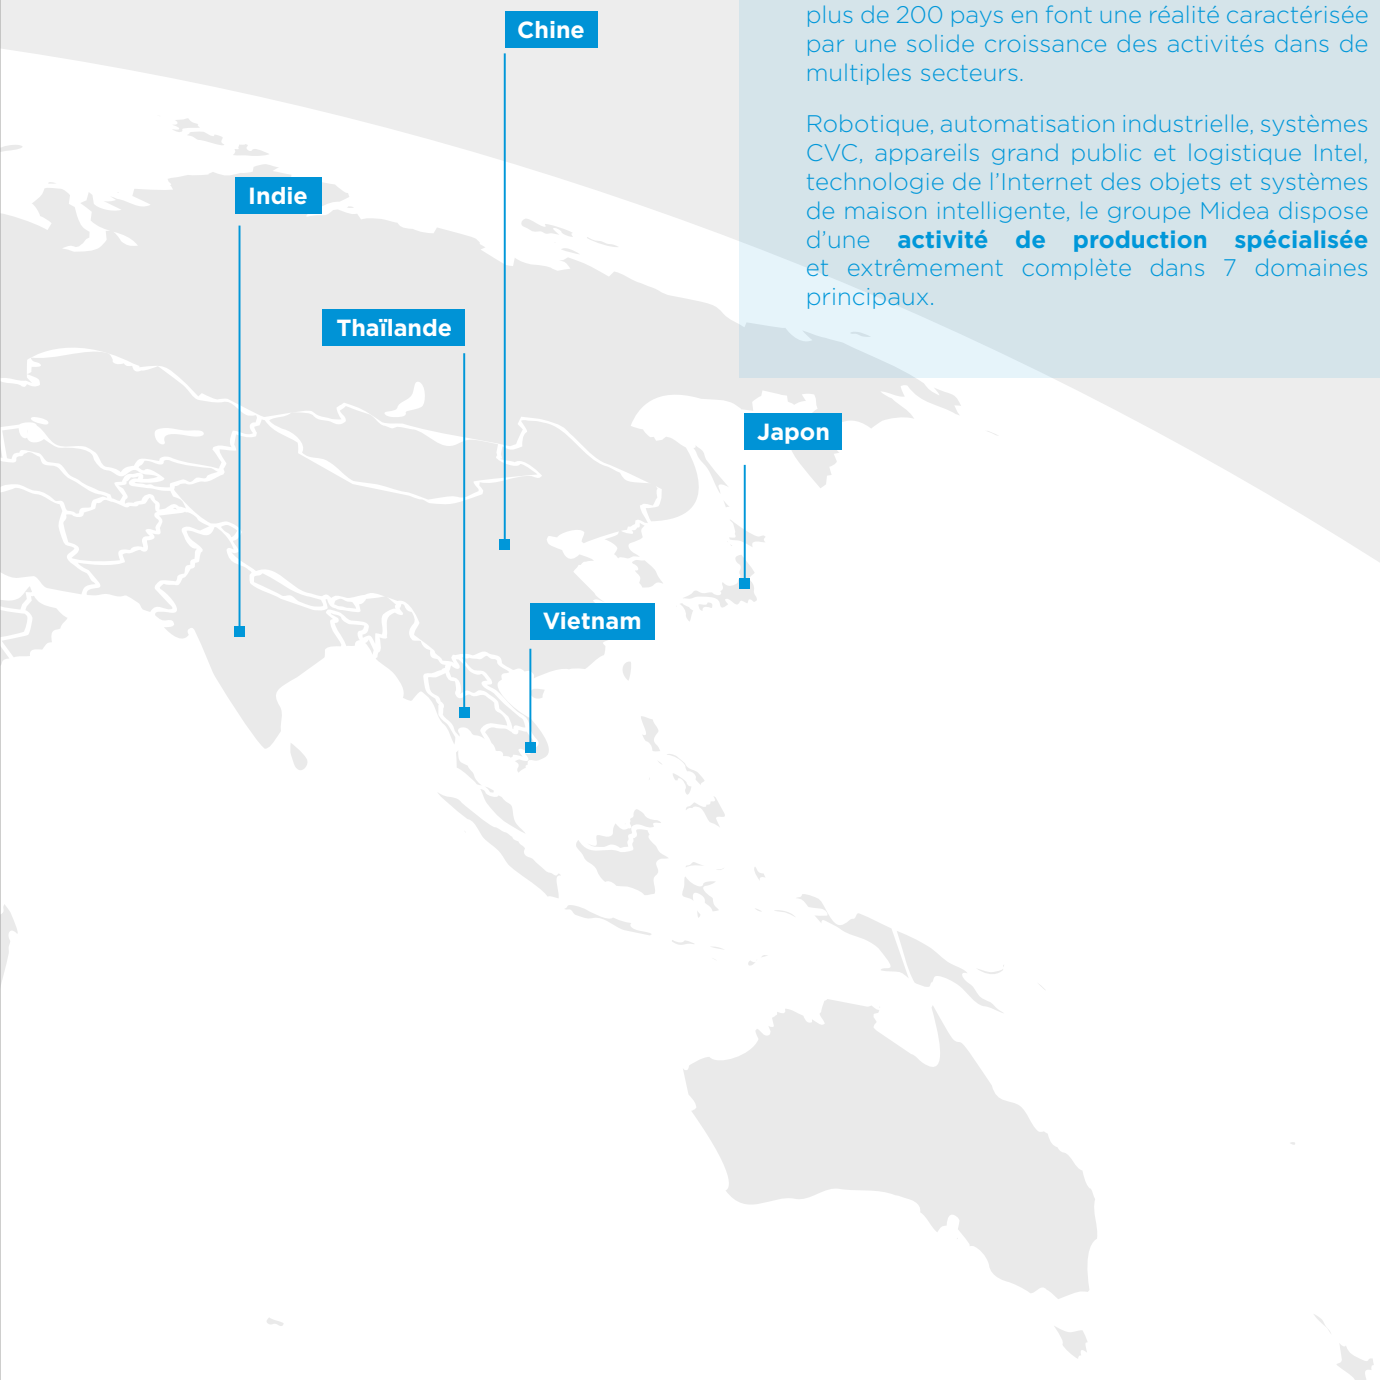 plus de 200 pays en font une réalité caractérisée
par une solide croissance des activités dans de
multiples secteurs.
Robotique, automatisation industrielle, systèmes
CVC, appareils grand public et logistique Intel,
technologie de l’Internet des objets et systèmes
de maison intelligente, le groupe Midea dispose
d’une activité de production spécialisée
et extrêmement complète dans 7 domaines
principaux.
Chine
Indie
Thaïlande
Japon
Vietnam